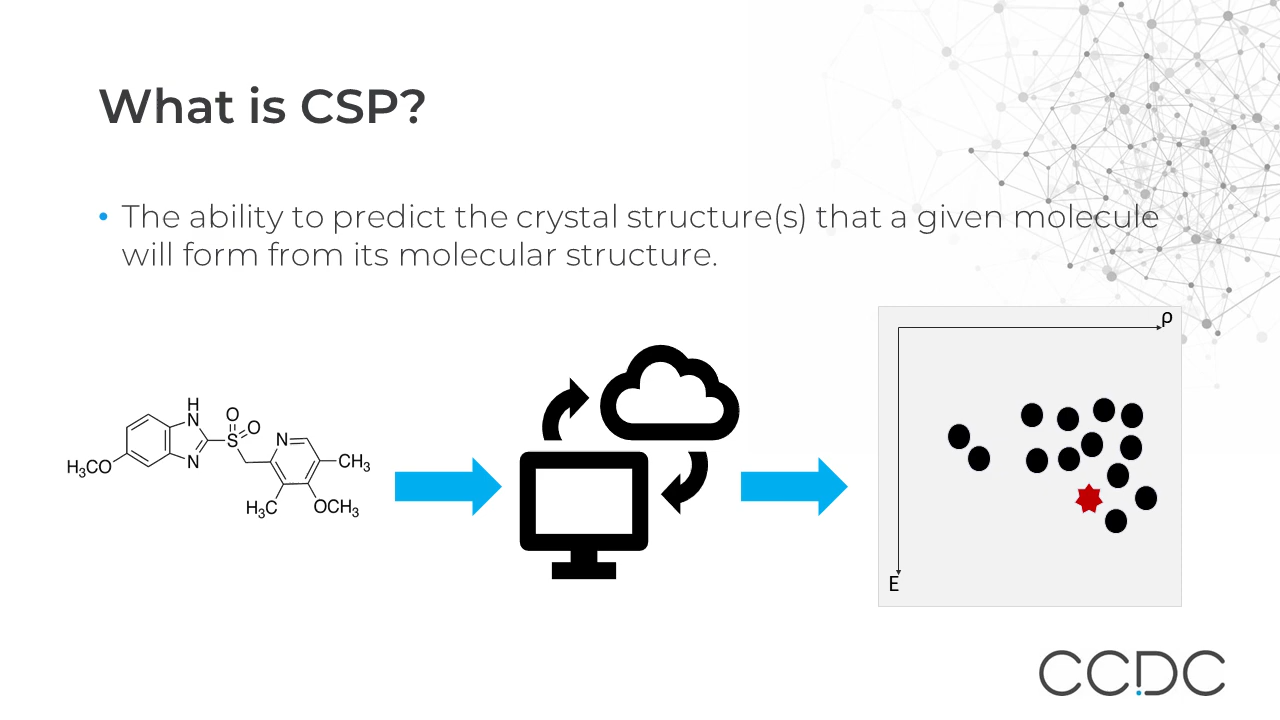 What is CSP?
• The ability to predict the crystal structure(s) that a given molecule
will form from its molecular structure.
H
N
O
O
S
N
H₃CO
N
CH₃
H₃C
OCH₃
ρ
E
CCDC